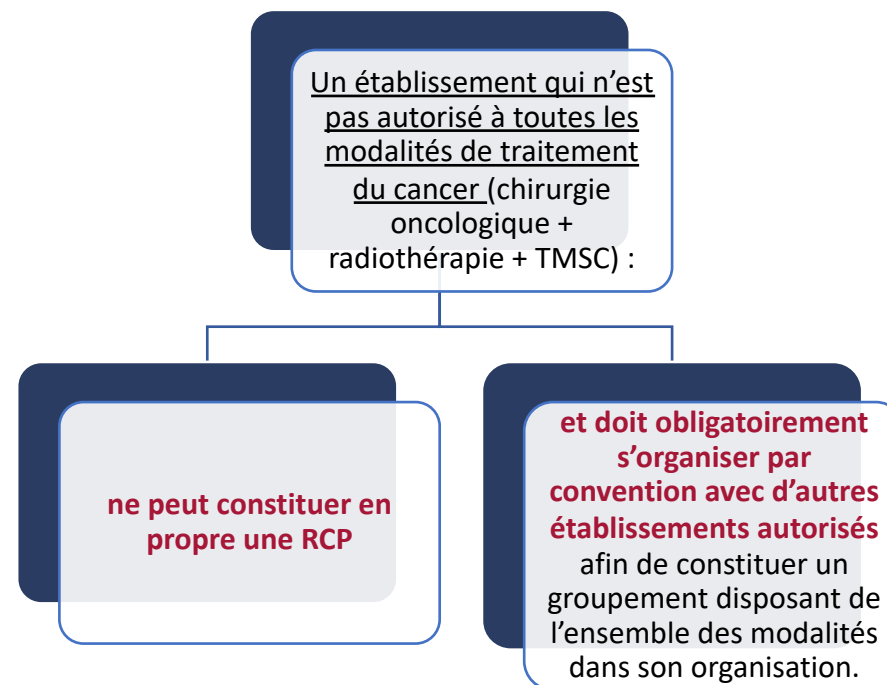 Un établissement qui n’est
pas autorisé à toutes les
modalités de traitement
du cancer (chirurgie
oncologique +
radiothérapie + TMSC) :
ne peut constituer en
propre une RCP
et doit obligatoirement
s’organiser par
convention avec d’autres
établissements autorisés
afin de constituer un
groupement disposant de
l’ensemble des modalités
dans son organisation.